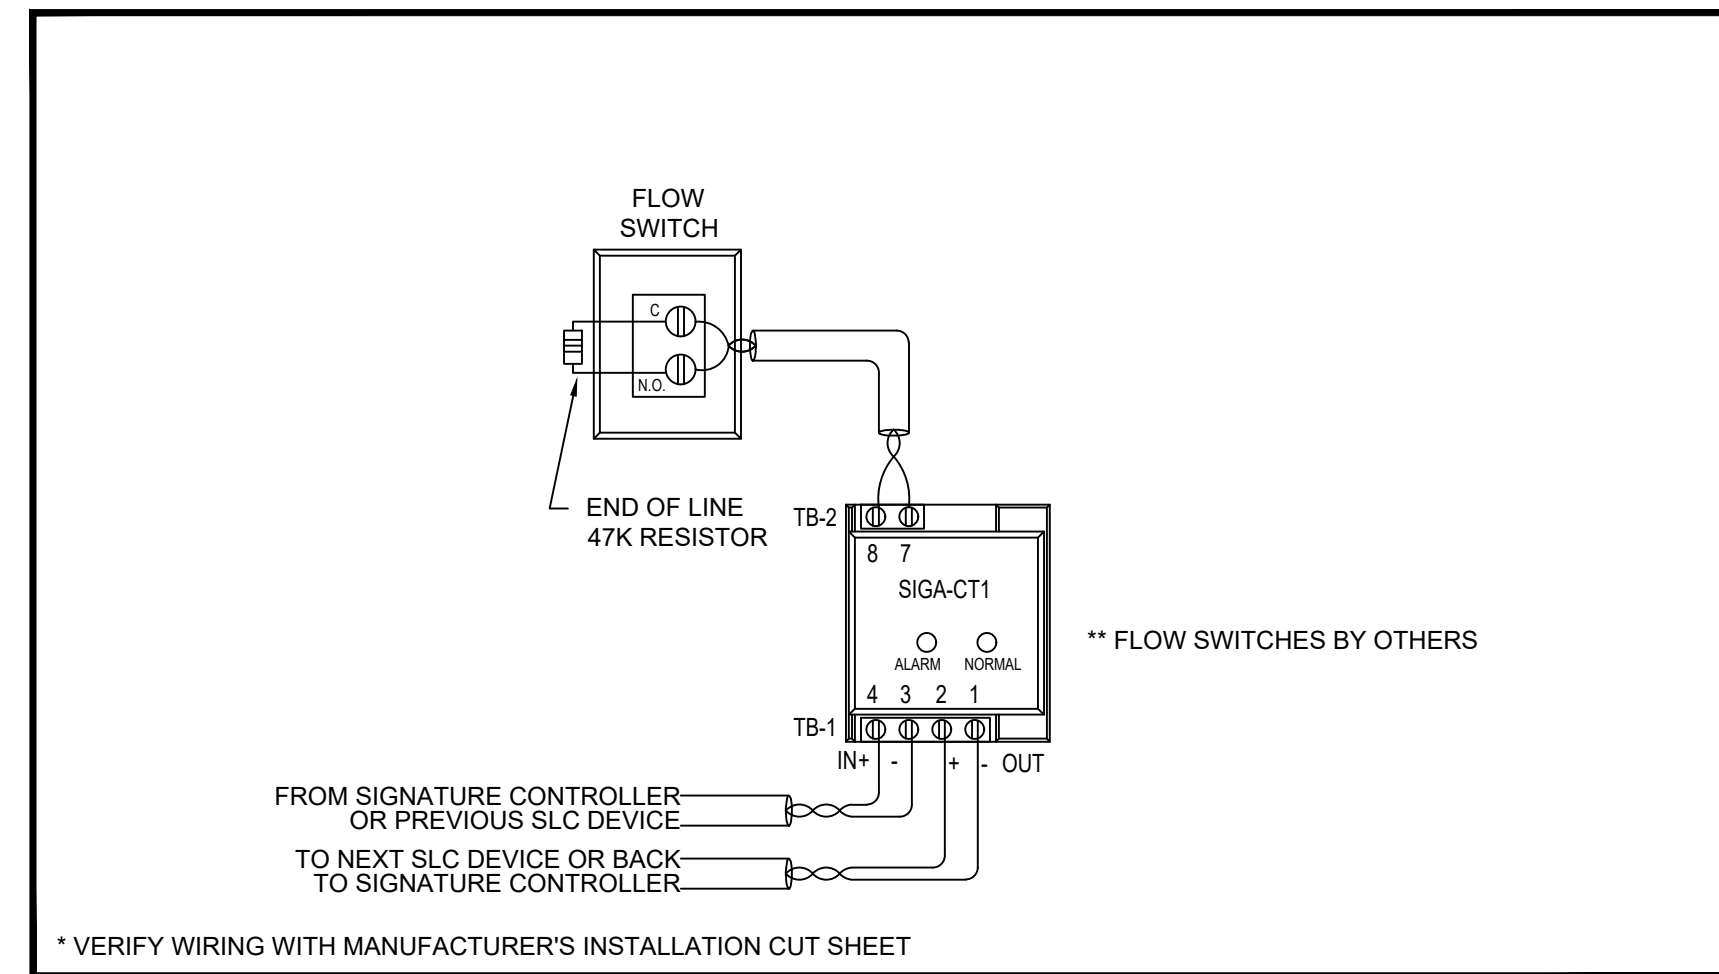 FLOW
SWITCH
C
N.O.
END OF LINE
47K RESISTOR
TB-2
8 7
SIGA-CT1
** FLOW SWITCHES BY OTHERS
ALARM NORMAL
4 3 2 1
TB-1
IN+ - + - OUT
FROM SIGNATURE CONTROLLER
OR PREVIOUS SLC DEVICE
TO NEXT SLC DEVICE OR BACK
TO SIGNATURE CONTROLLER
* VERIFY WIRING WITH MANUFACTURER'S INSTALLATION CUT SHEET